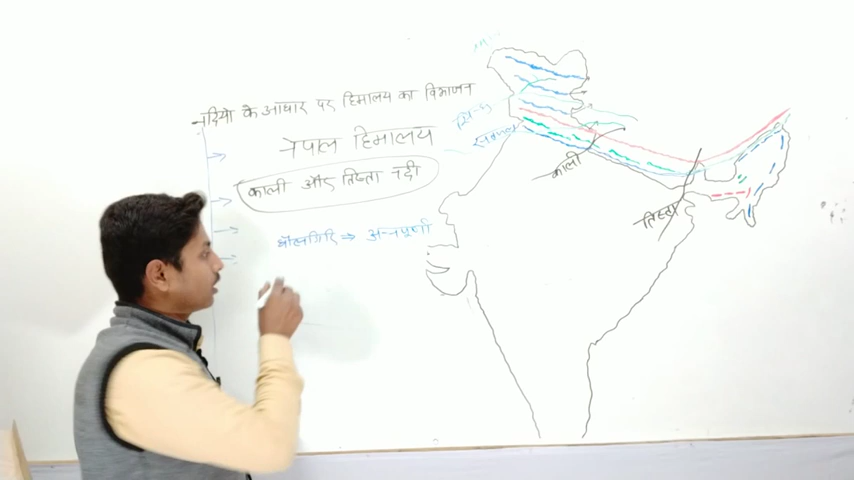 नदियो के आधार पर हिमालय का विभाजन
नेपाल हिमालय
काली और तिस्ता नदी
धौलागिरि ⇒ अन्नपूर्णा
सिन्धु
सतलज
काली
तिस्ता